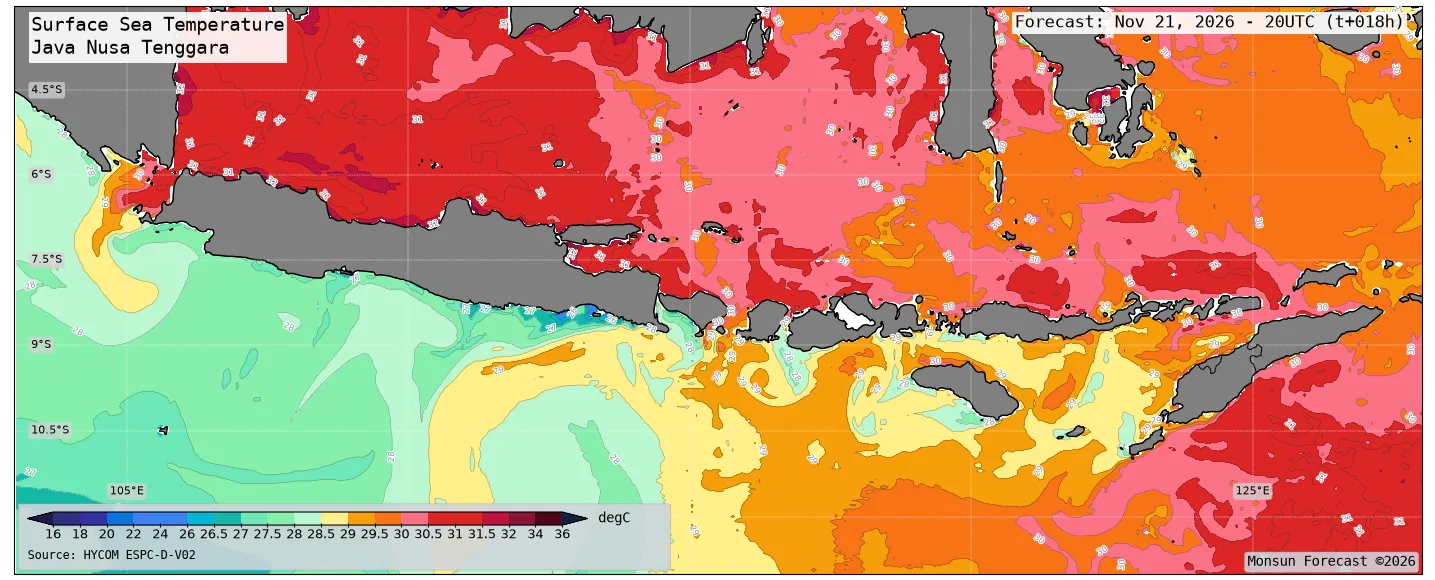 Surface Sea Temperature
Java Nusa Tenggara
Forecast: Nov 21, 2026 - 20UTC (t+018h)
4.5°S
6°S
7.5°S
9°S
10.5°S
105°E
125°E
degC
16 18 20 22 24 26 26.5 27 27.5 28 28.5 29 29.5 30 30.5 31 31.5 32 34 36
Source: HYCOM ESPC-D-V02
Monsun Forecast ©2026